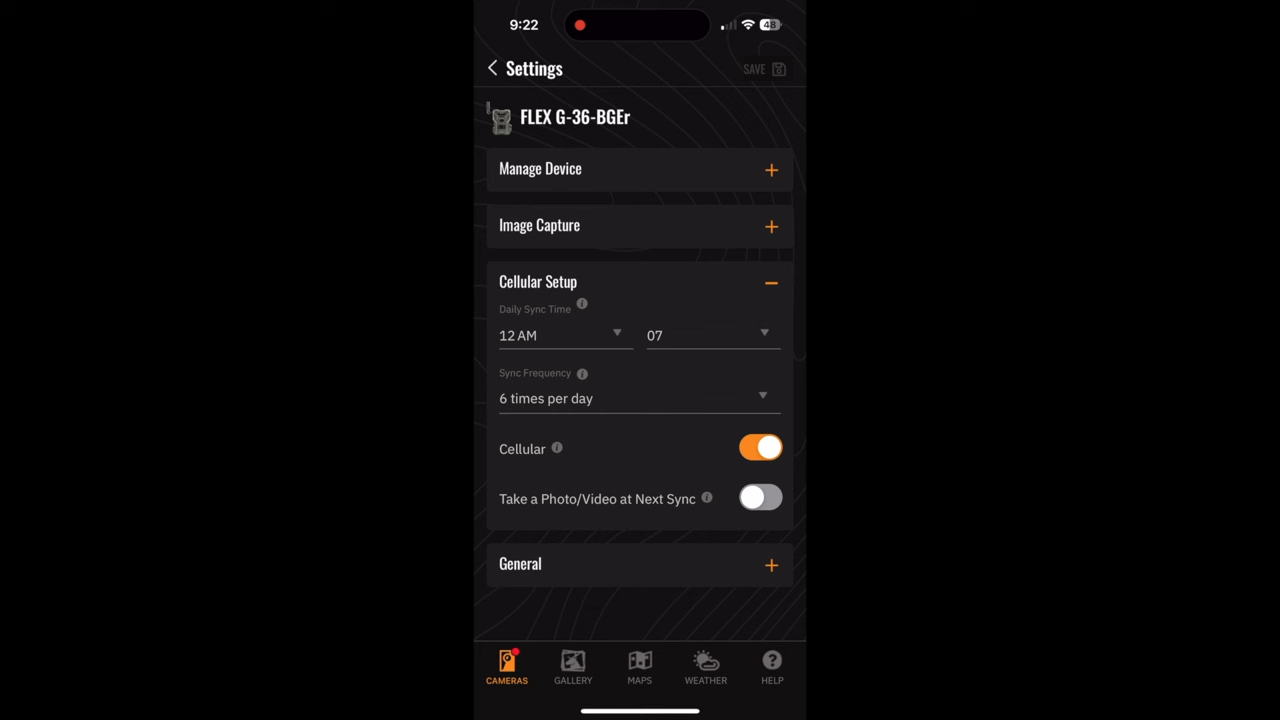 9:22
48
Settings
SAVE
FLEX G-36-BGEr
Manage Device
Image Capture
Cellular Setup
Daily Sync Time
12 AM 07
Sync Frequency
6 times per day
Cellular
Take a Photo/Video at Next Sync
General
CAMERAS GALLERY MAPS WEATHER HELP